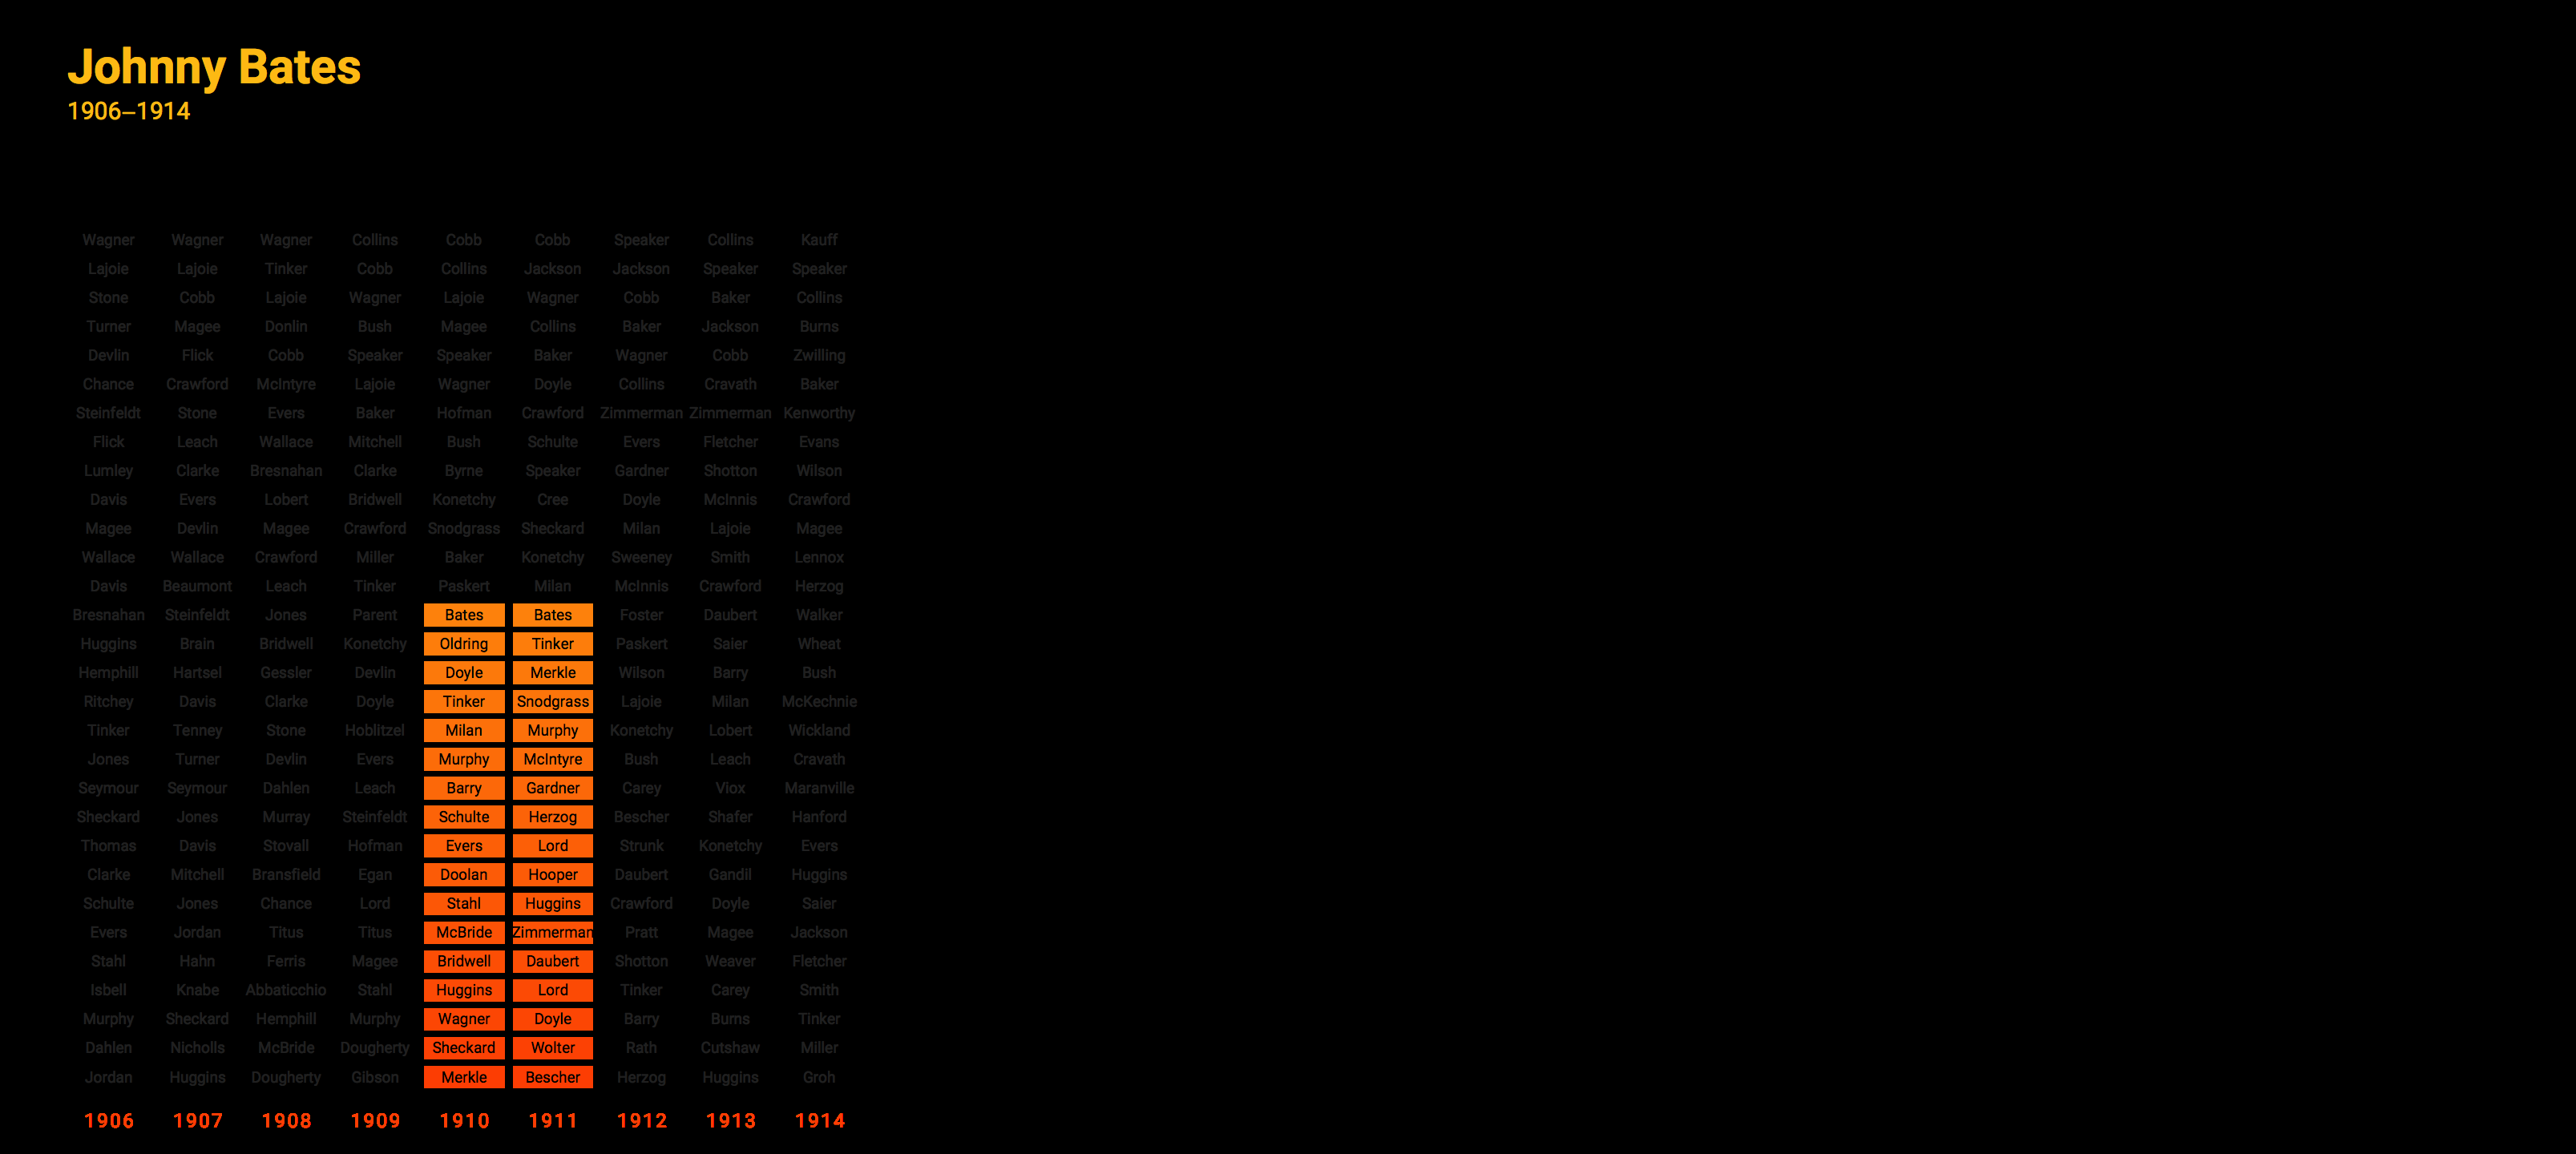 Johnny Bates
1906–1914
Wagner Wagner Wagner Collins Cobb Cobb Speaker Collins Kauff
Lajoie Lajoie Tinker Cobb Collins Jackson Jackson Speaker Speaker
Stone Cobb Lajoie Wagner Lajoie Wagner Cobb Baker Collins
Turner Magee Donlin Bush Magee Collins Baker Jackson Burns
Devlin Flick Cobb Speaker Speaker Baker Wagner Cobb Zwilling
Chance Crawford McIntyre Lajoie Wagner Doyle Collins Cravath Baker
Steinfeldt Stone Evers Baker Hofman Crawford Zimmerman Zimmerman Kenworthy
Flick Leach Wallace Mitchell Bush Schulte Evers Fletcher Evans
Lumley Clarke Bresnahan Clarke Byrne Speaker Gardner Shotton Wilson
Davis Evers Lobert Bridwell Konetchy Cree Doyle McInnis Crawford
Magee Devlin Magee Crawford Snodgrass Sheckard Milan Lajoie Magee
Wallace Wallace Crawford Miller Baker Konetchy Sweeney Smith Lennox
Davis Beaumont Leach Tinker Paskert Milan McInnis Crawford Herzog
Bresnahan Steinfeldt Jones Parent Bates Bates Foster Daubert Walker
Huggins Brain Bridwell Konetchy Oldring Tinker Paskert Saier Wheat
Hemphill Hartsel Gessler Devlin Doyle Merkle Wilson Barry Bush
Ritchey Davis Clarke Doyle Tinker Snodgrass Lajoie Milan McKechnie
Tinker Tenney Stone Hoblitzel Milan Murphy Konetchy Lobert Wickland
Jones Turner Devlin Evers Murphy McIntyre Bush Leach Cravath
Seymour Seymour Dahlen Leach Barry Gardner Carey Viox Maranville
Sheckard Jones Murray Steinfeldt Schulte Herzog Bescher Shafer Hanford
Thomas Davis Stovall Hofman Evers Lord Strunk Konetchy Evers
Clarke Mitchell Bransfield Egan Doolan Hooper Daubert Gandil Huggins
Schulte Jones Chance Lord Stahl Huggins Crawford Doyle Saier
Evers Jordan Titus Titus McBride Zimmerman Pratt Magee Jackson
Stahl Hahn Ferris Magee Bridwell Daubert Shotton Weaver Fletcher
Isbell Knabe Abbaticchio Stahl Huggins Lord Tinker Carey Smith
Murphy Sheckard Hemphill Murphy Wagner Doyle Barry Burns Tinker
Dahlen Nicholls McBride Dougherty Sheckard Wolter Rath Cutshaw Miller
Jordan Huggins Dougherty Gibson Merkle Bescher Herzog Huggins Groh
1906 1907 1908 1909 1910 1911 1912 1913 1914